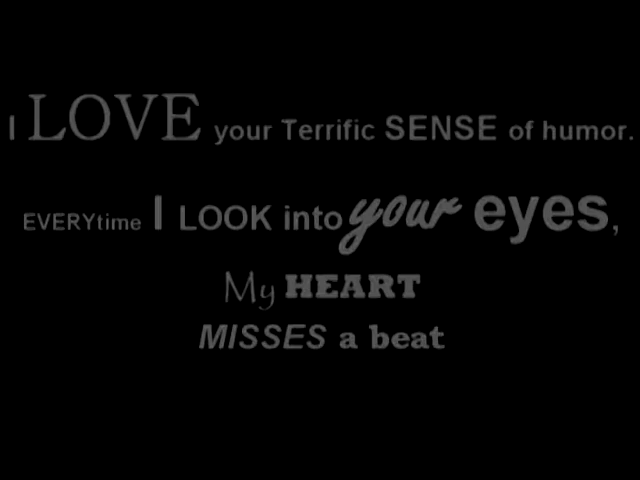 I LOVE your Terrific SENSE of humor.
EVERYtime I LOOK into your eyes,
My HEART
MISSES a beat